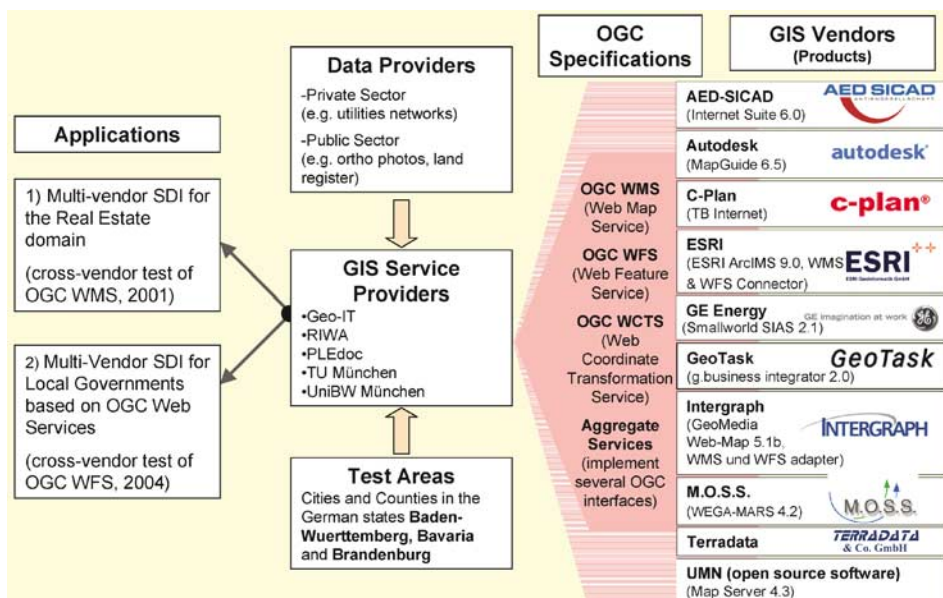 Applications
1) Multi-vendor SDI for
the Real Estate
domain
(cross-vendor test of
OGC WMS, 2001)
2) Multi-Vendor SDI for
Local Governments
based on OGC Web
Services
(cross-vendor test of
OGC WFS, 2004)
Data Providers
-Private Sector
(e.g. utilities networks)
-Public Sector
(e.g. ortho photos, land
register)
GIS Service
Providers
•Geo-IT
•RIWA
•PLEdoc
•TU München
•UniBW München
Test Areas
Cities and Counties in the
German states Baden-
Wuerttemberg, Bavaria
and Brandenburg
OGC
Specifications
OGC WMS
(Web Map
Service)
OGC WFS
(Web Feature
Service)
OGC WCTS
(Web
Coordinate
Transformation
Service)
Aggregate
Services
(implement
several OGC
interfaces)
GIS Vendors
(Products)
AED-SICAD
(Internet Suite 6.0)
AED SICAD
AKTIENGESELLSCHAFT
Autodesk
(MapGuide 6.5)
autodesk®
C-Plan
(TB Internet)
c-plan®
ESRI
(ESRI ArcIMS 9.0, WMS
& WFS Connector)
ESRI
ESRI Geoinformatik GmbH
GE Energy
(Smallworld SIAS 2.1)
GE imagination at work
GeoTask
(g.business integrator 2.0)
GeoTask
Intergraph
(GeoMedia
Web-Map 5.1b,
WMS und WFS adapter)
INTERGRAPH
M.O.S.S.
(WEGA-MARS 4.2)
M.O.S.S.
Terradata
TERRADATA
& Co. GmbH
UMN (open source software)
(Map Server 4.3)